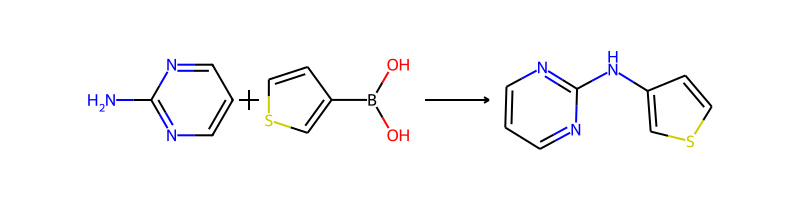 H2N N N + S B OH OH N N H N S